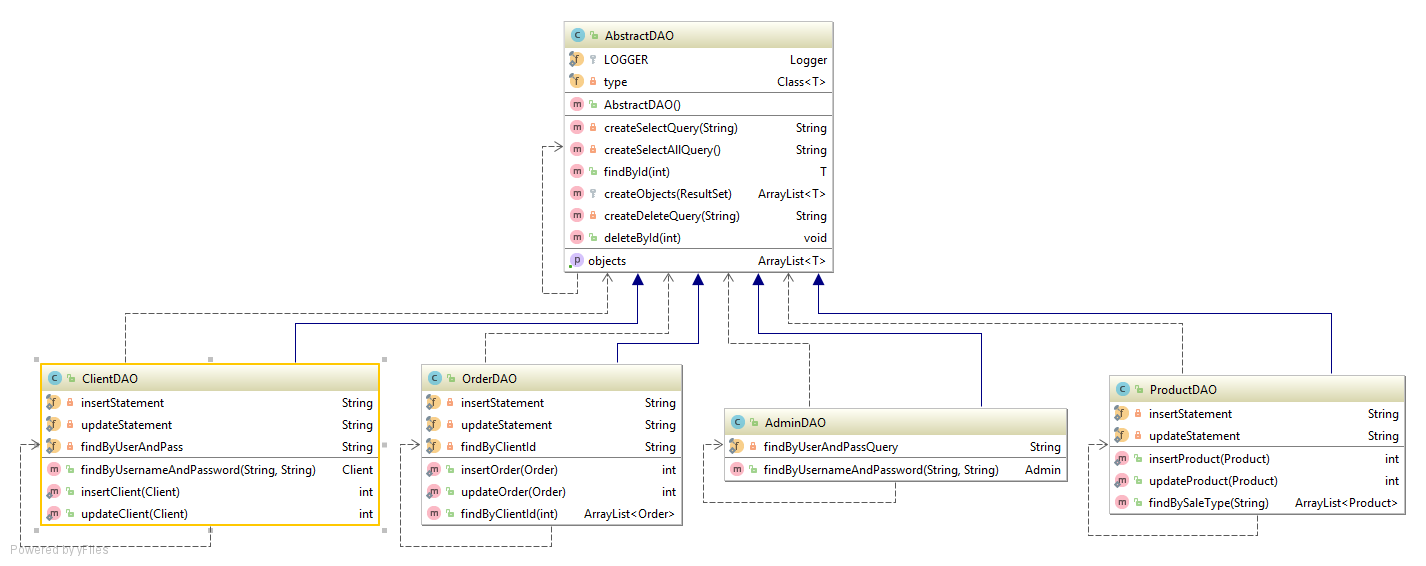 C AbstractDAO
f LOGGER Logger
f type Class<T>
m AbstractDAO()
m createSelectQuery(String) String
m createSelectAllQuery() String
m findById(int) T
m createObjects(ResultSet) ArrayList<T>
m createDeleteQuery(String) String
m deleteById(int) void
p objects ArrayList<T>
C ClientDAO
f insertStatement String
f updateStatement String
f findByUserAndPass String
m findByUsernameAndPassword(String, String) Client
m insertClient(Client) int
m updateClient(Client) int
C OrderDAO
f insertStatement String
f updateStatement String
f findByClientId String
m insertOrder(Order) int
m updateOrder(Order) int
m findByClientId(int) ArrayList<Order>
C AdminDAO
f findByUserAndPassQuery String
m findByUsernameAndPassword(String, String) Admin
C ProductDAO
f insertStatement String
f updateStatement String
m insertProduct(Product) int
m updateProduct(Product) int
m findBySaleType(String) ArrayList<Product>
Powered by yFiles